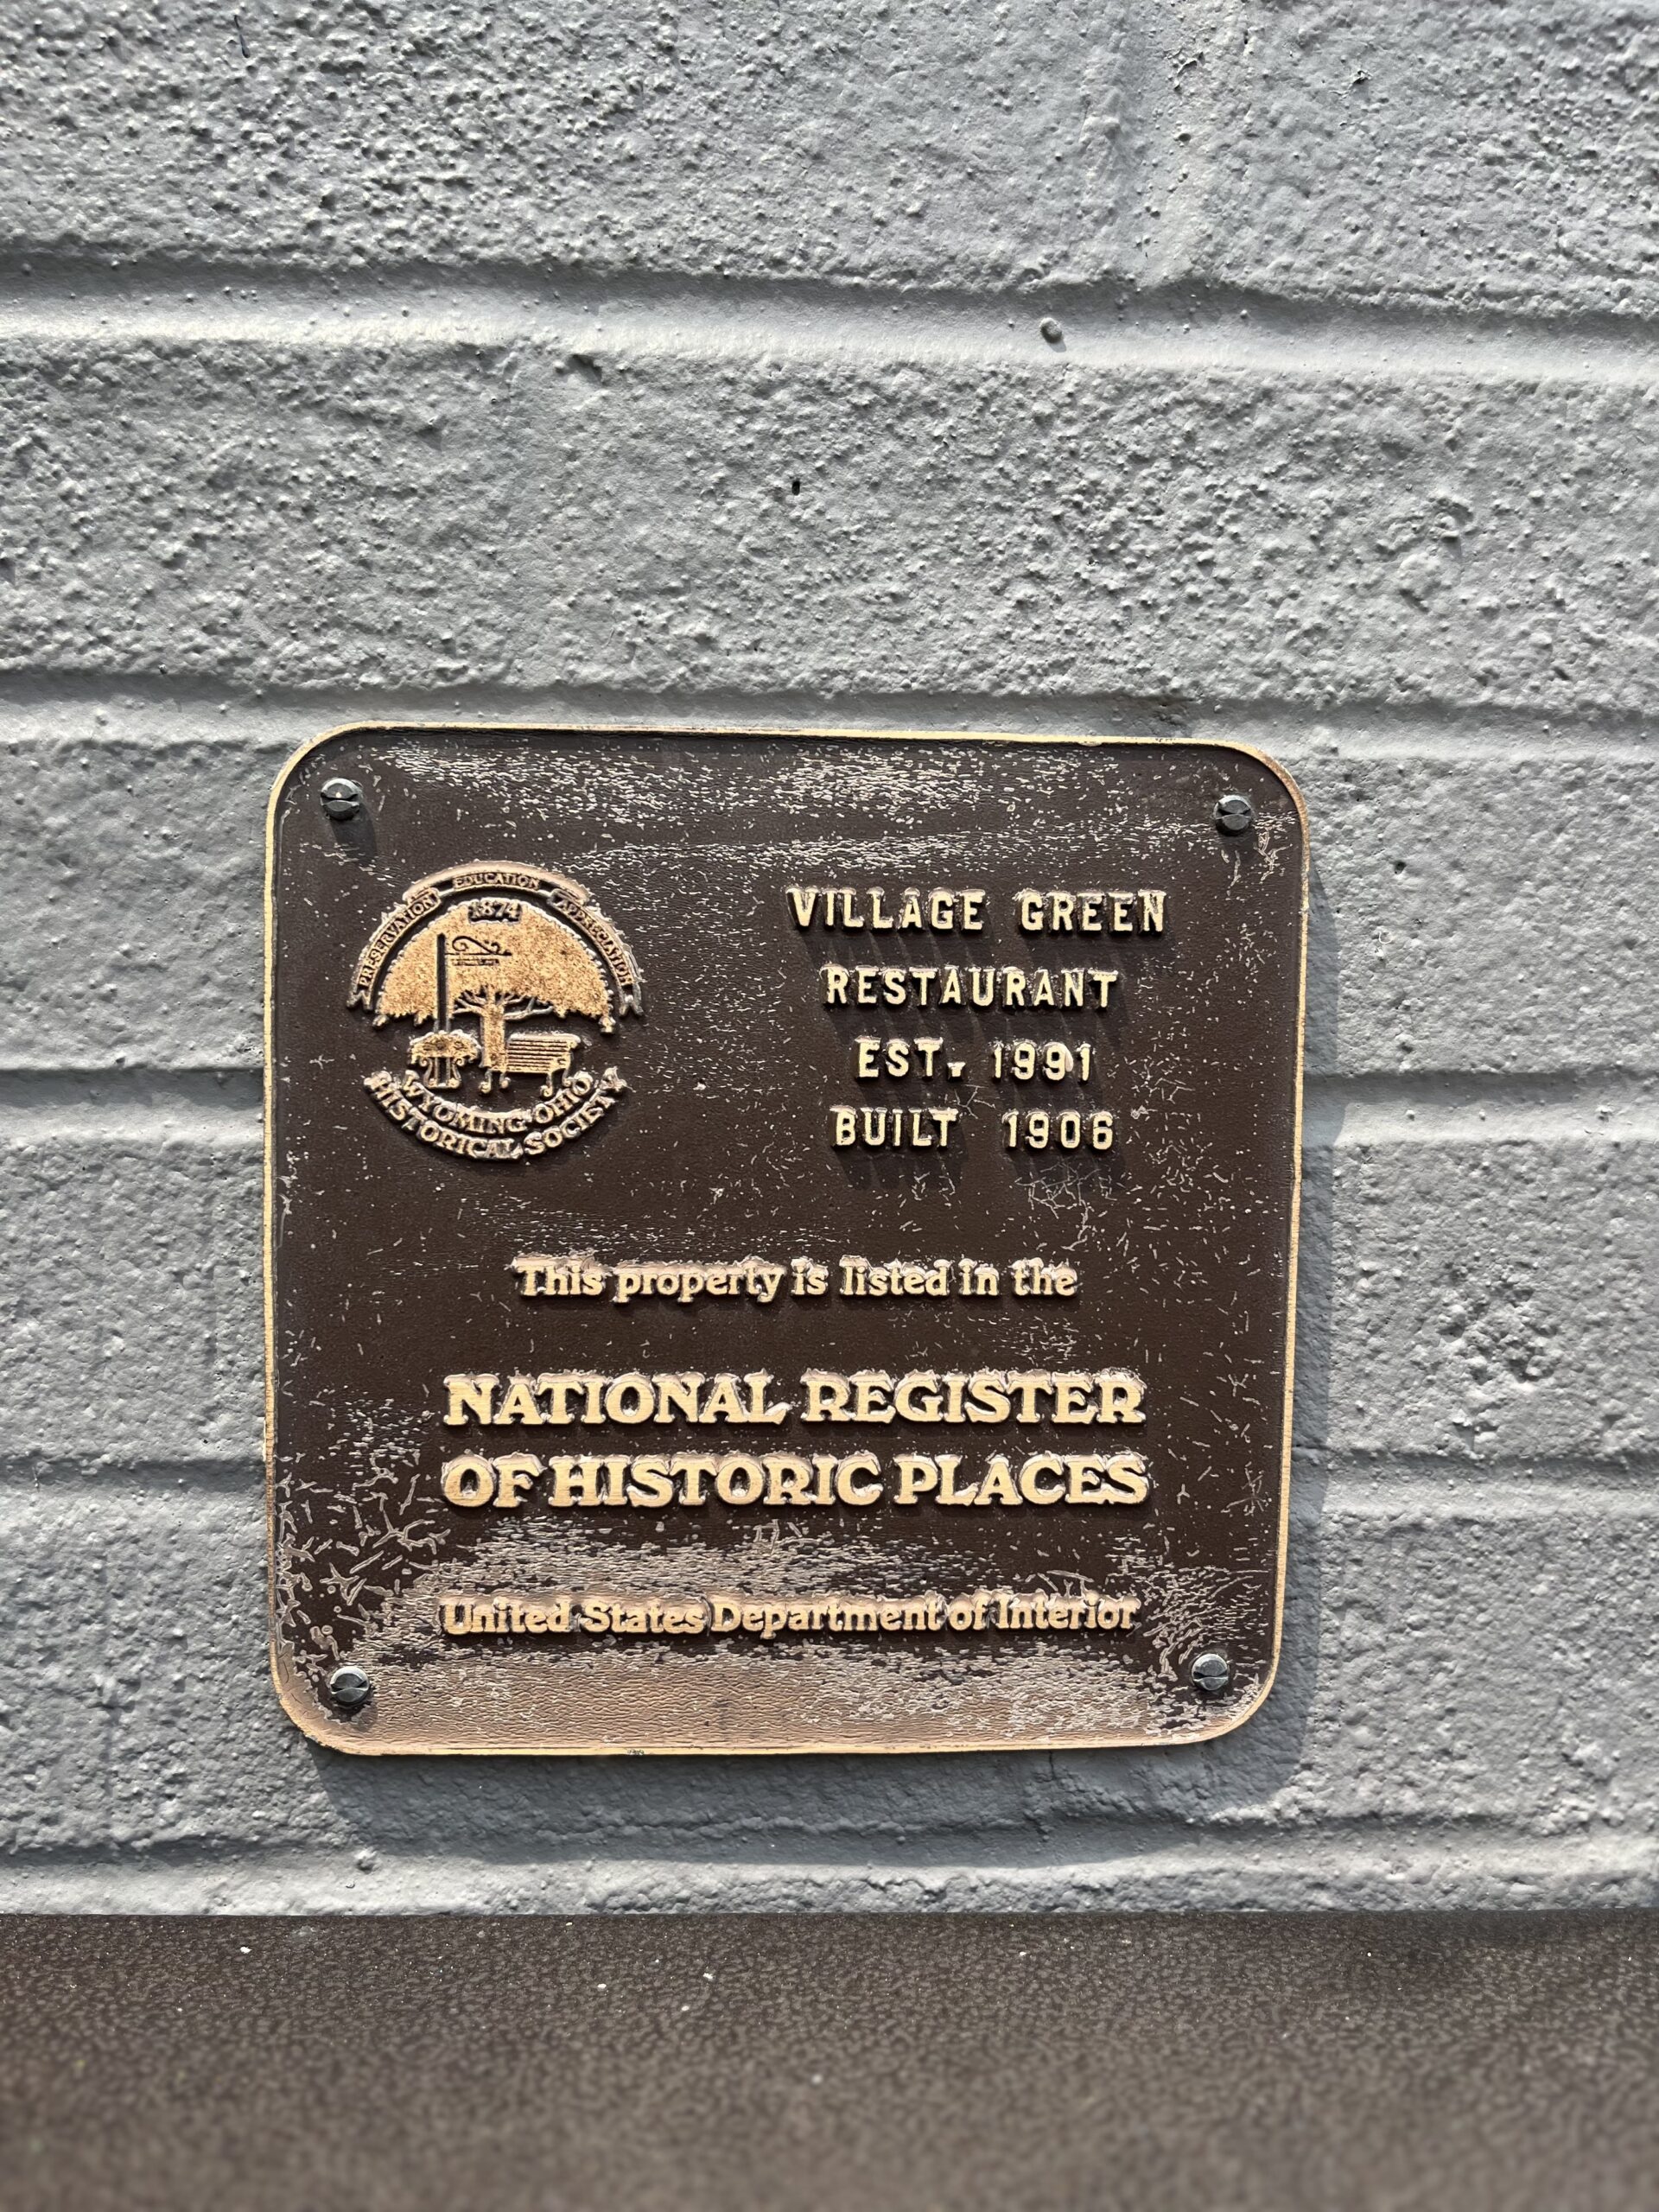 PRESERVATION EDUCATION APPRECIATION
1874
WYOMING·OHIO
HISTORICAL SOCIETY
VILLAGE GREEN
RESTAURANT
EST. 1991
BUILT 1906
This property is listed in the
NATIONAL REGISTER
OF HISTORIC PLACES
United States Department of Interior